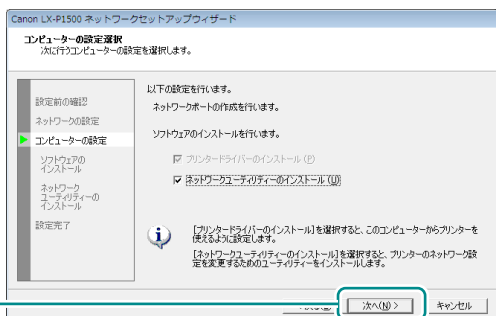 Canon LX-P1500 ネットワークセットアップウィザード
コンピューターの設定選択
次に行うコンピューターの設定を選択します。
設定前の確認
ネットワークの設定
コンピューターの設定
ソフトウェアの
インストール
ネットワーク
ユーティリティーの
インストール
設定完了
以下の設定を行います。
ネットワークポートの作成を行います。
ソフトウェアのインストールを行います。
プリンタードライバーのインストール(P)
ネットワークユーティリティーのインストール(U)
[プリンタードライバーのインストール]を選択すると、このコンピューターからプリンターを
使えるように設定します。
[ネットワークユーティリティーのインストール]を選択すると、プリンターのネットワーク設
定を変更するためのユーティリティーをインストールします。
次へ(N) >
キャンセル